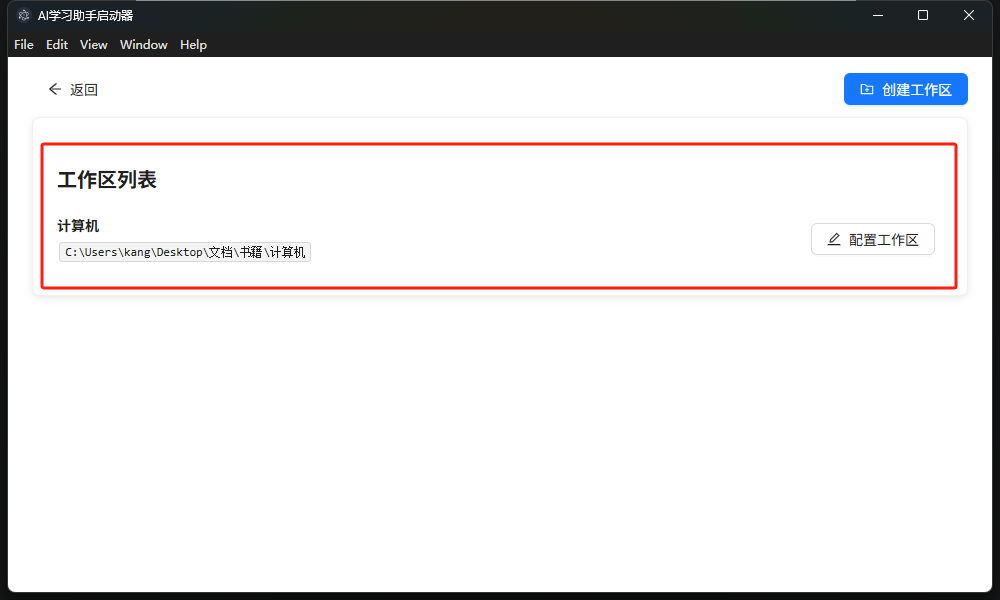 AI学习助手启动器
File Edit View Window Help
返回
创建工作区
工作区列表
计算机
C:\Users\kang\Desktop\文档\书籍\计算机
配置工作区